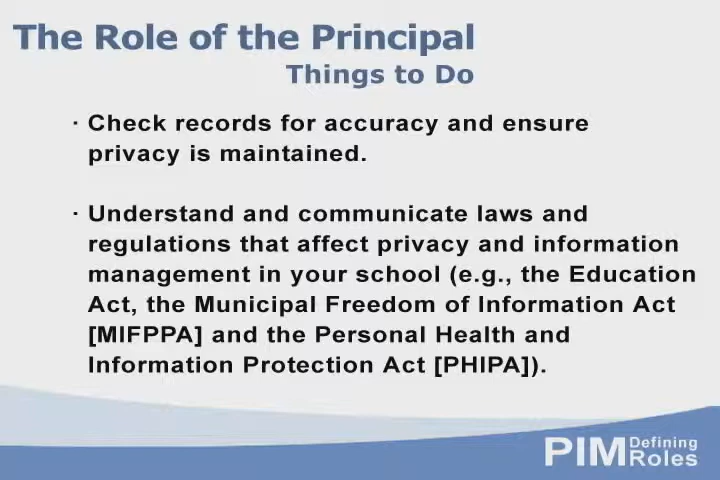 The Role of the Principal
Things to Do
· Check records for accuracy and ensure
privacy is maintained.
· Understand and communicate laws and
regulations that affect privacy and information
management in your school (e.g., the Education
Act, the Municipal Freedom of Information Act
[MIFPPA] and the Personal Health and
Information Protection Act [PHIPA]).
PIM Defining
Roles